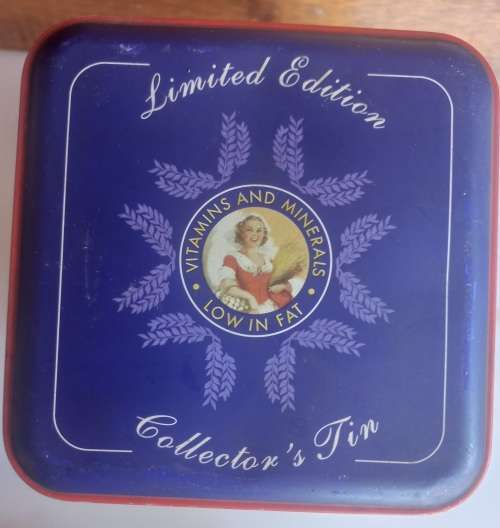 Limited Edition
VITAMINS AND MINERALS
• LOW IN FAT •
Collector's Tin